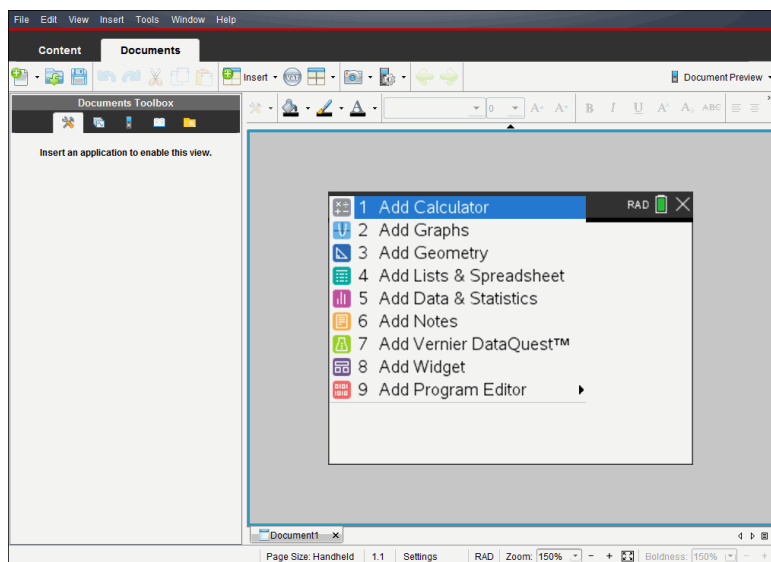 File Edit View Insert Tools Window Help
Content Documents
Insert Document Preview
Documents Toolbox
0 A+ A- B I U ABC
Insert an application to enable this view.
RAD
1 Add Calculator
2 Add Graphs
3 Add Geometry
4 Add Lists & Spreadsheet
5 Add Data & Statistics
6 Add Notes
7 Add Vernier DataQuest™
8 Add Widget
9 Add Program Editor
Document1
Page Size: Handheld 1.1 Settings RAD Zoom: 150% - + Boldness: 150% - +